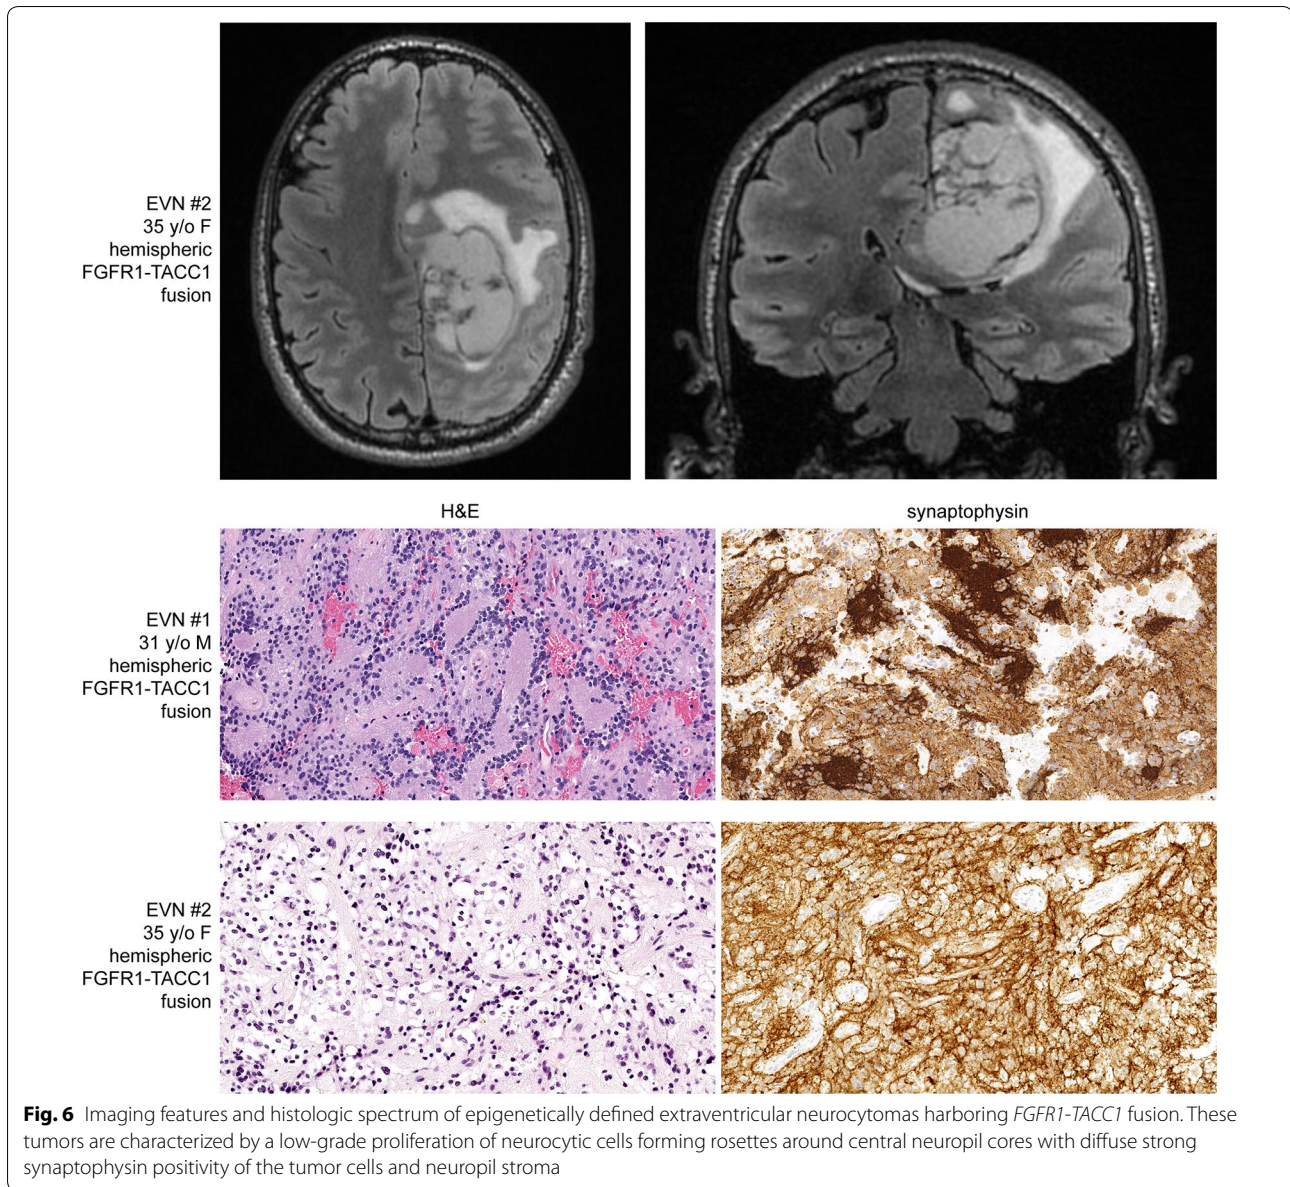 EVN #2
35 y/o F
hemispheric
FGFR1-TACC1
fusion
H&E
synaptophysin
EVN #1
31 y/o M
hemispheric
FGFR1-TACC1
fusion
EVN #2
35 y/o F
hemispheric
FGFR1-TACC1
fusion
Fig. 6 Imaging features and histologic spectrum of epigenetically defined extraventricular neurocytomas harboring FGFR1-TACC1 fusion. These
tumors are characterized by a low-grade proliferation of neurocytic cells forming rosettes around central neuropil cores with diffuse strong
synaptophysin positivity of the tumor cells and neuropil stroma